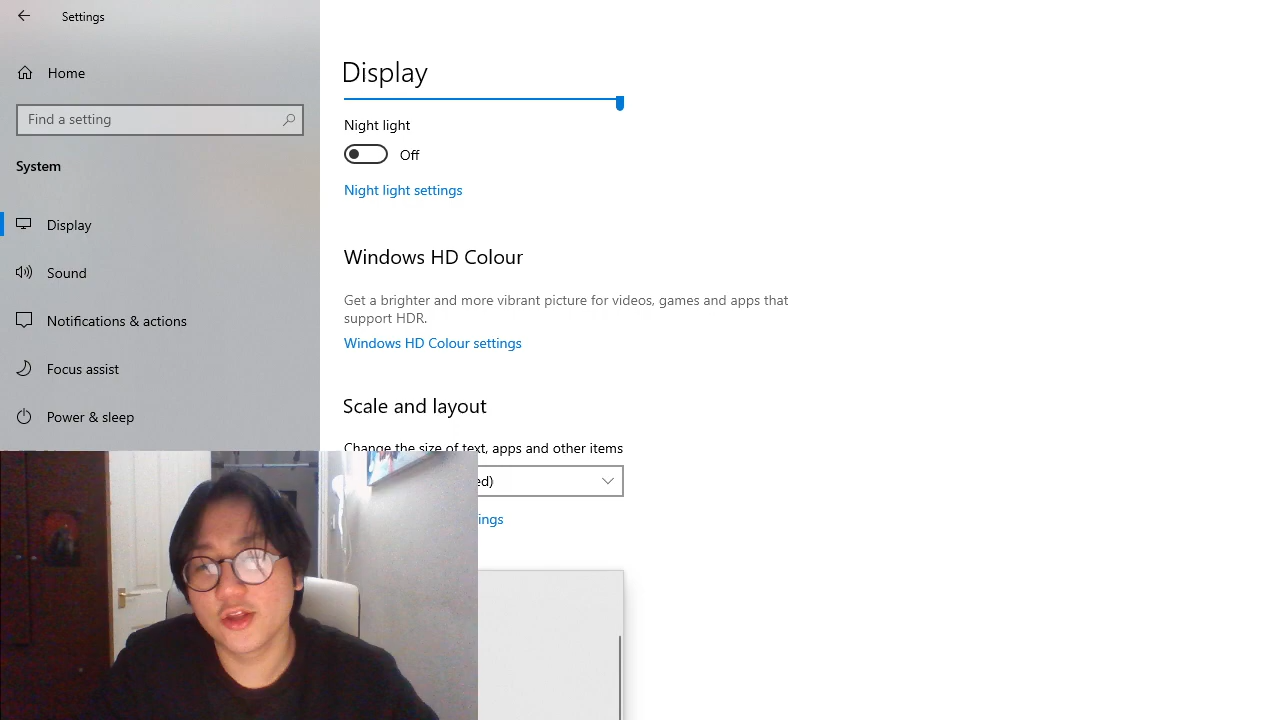 Settings
Home
Find a setting
System
Display
Sound
Notifications & actions
Focus assist
Power & sleep
Display
Night light
Off
Night light settings
Windows HD Colour
Get a brighter and more vibrant picture for videos, games and apps that
support HDR.
Windows HD Colour settings
Scale and layout
Change the size of text, apps and other items
ed)
ings